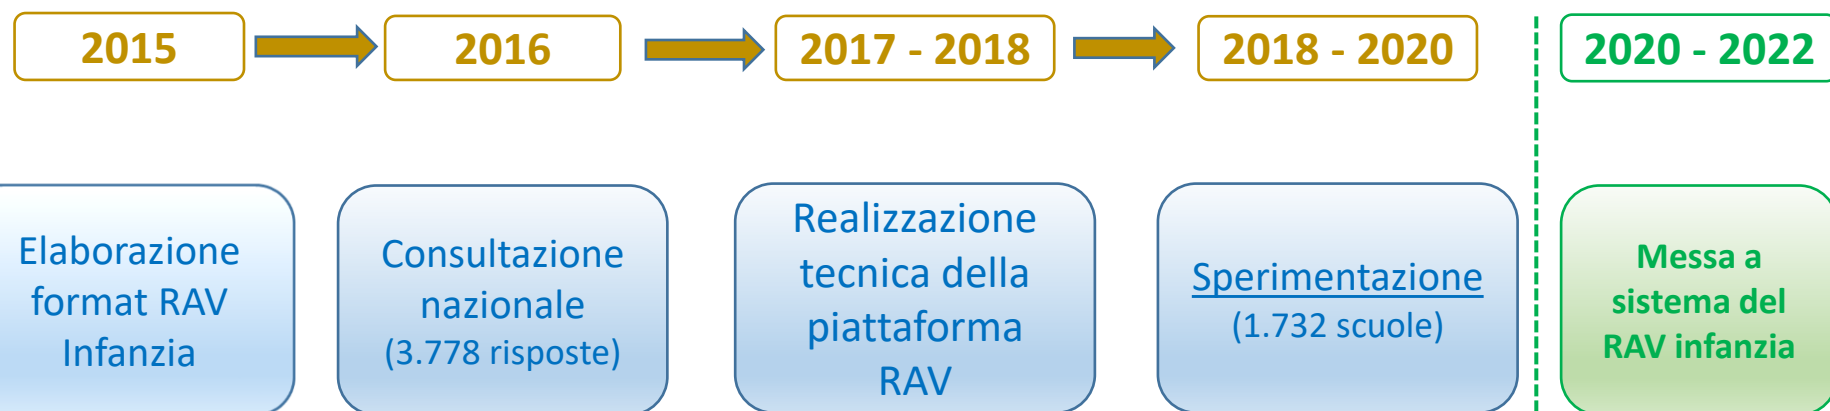 2015
2016
2017 - 2018
2018 - 2020
2020 - 2022
Elaborazione
format RAV
Infanzia
Consultazione
nazionale
(3.778 risposte)
Realizzazione
tecnica della
piattaforma
RAV
Sperimentazione
(1.732 scuole)
Messa a
sistema del
RAV infanzia